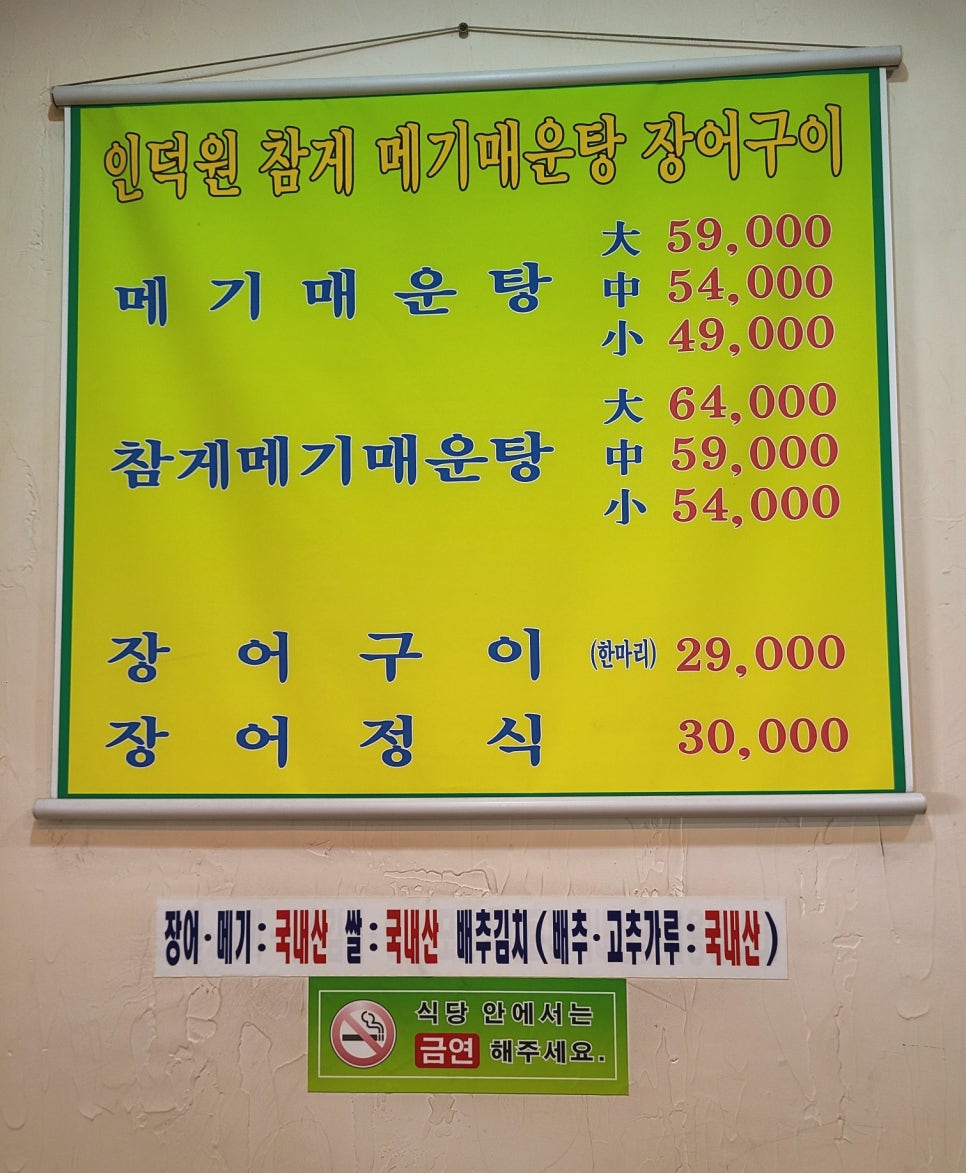 인덕원 참게 메기매운탕 장어구이
메기매운탕 大 59,000
中 54,000
小 49,000
참게메기매운탕 大 64,000
中 59,000
小 54,000
장어구이 (한마리) 29,000
장어정식 30,000
장어·메기 : 국내산 쌀 : 국내산 배추김치 ( 배추·고추가루 : 국내산 )
식당 안에서는
금연 해주세요.